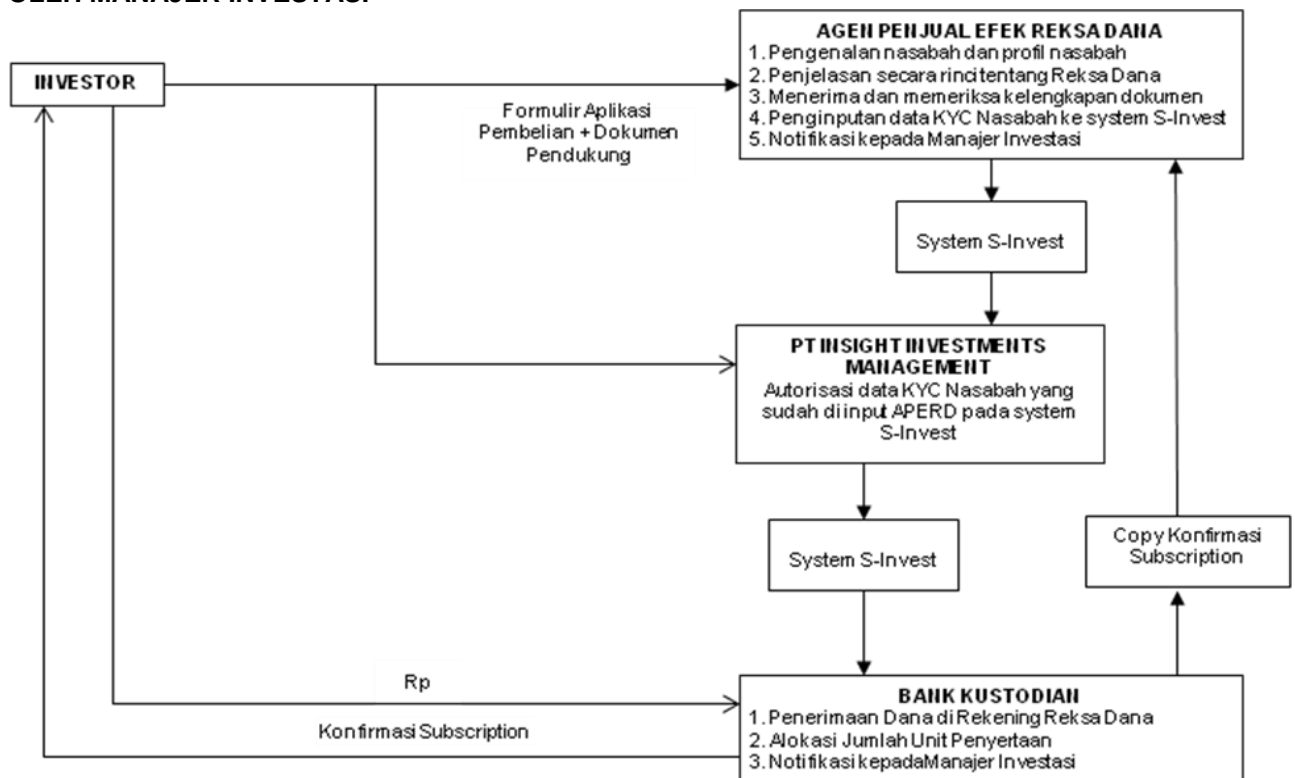 OLEH MANAJER INVESTASI
AGEN PENJUAL EFEK REKSA DANA
1. Pengenalan nasabah dan profil nasabah
2. Penjelasan secara rinci tentang Reksa Dana
3. Menerima dan memeriksa kelengkapan dokumen
4. Penginputan data KYC Nasabah ke system S-Invest
5. Notifikasi kepada Manajer Investasi
INVESTOR
Formulir Aplikasi
Pembelian + Dokumen
Pendukung
System S-Invest
PT INSIGHT INVESTMENTS
MANAGEMENT
Autorisasi data KYC Nasabah yang
sudah di input APERD pada system
S-Invest
System S-Invest
Copy Konfirmasi
Subscription
Rp
Konfirmasi Subscription
BANK KUSTODIAN
1. Penerimaan Dana di Rekening Reksa Dana
2. Alokasi Jumlah Unit Penyertaan
3. Notifikasi kepada Manajer Investasi